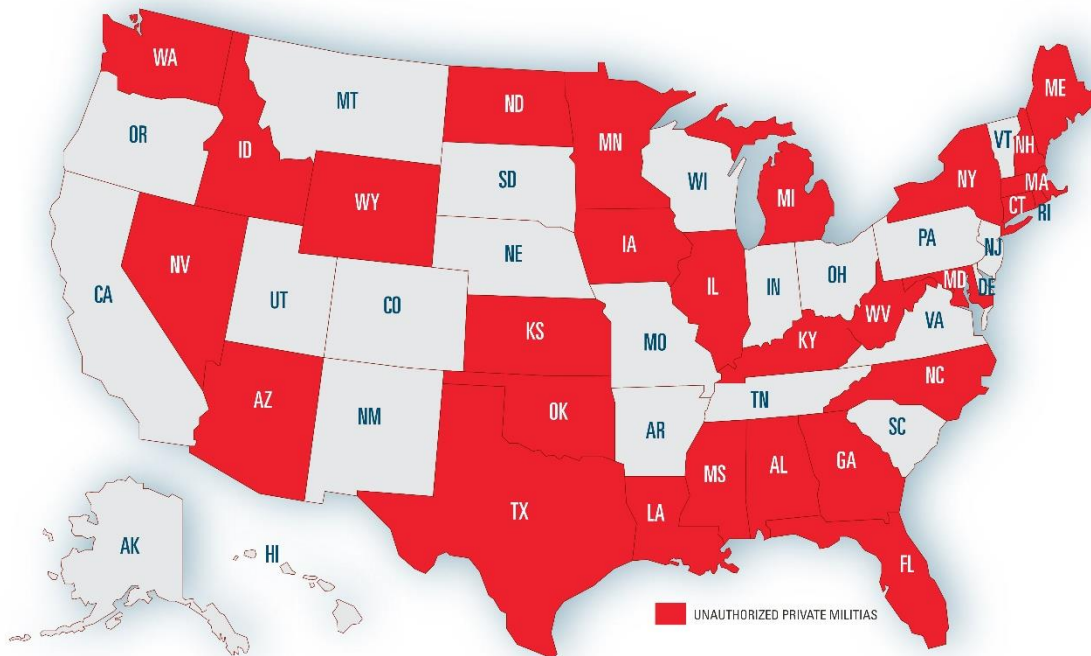 WA
MT
ND
MN
ME
OR
ID
SD
WI
VT
NH
WY
MI
NY
MA
CT
RI
IA
NE
PA
NJ
NV
IL
IN
OH
MD
DE
CA
UT
CO
WV
VA
KS
MO
KY
NC
AZ
NM
OK
AR
TN
SC
MS
AL
GA
TX
LA
AK
HI
FL
UNAUTHORIZED PRIVATE MILITIAS